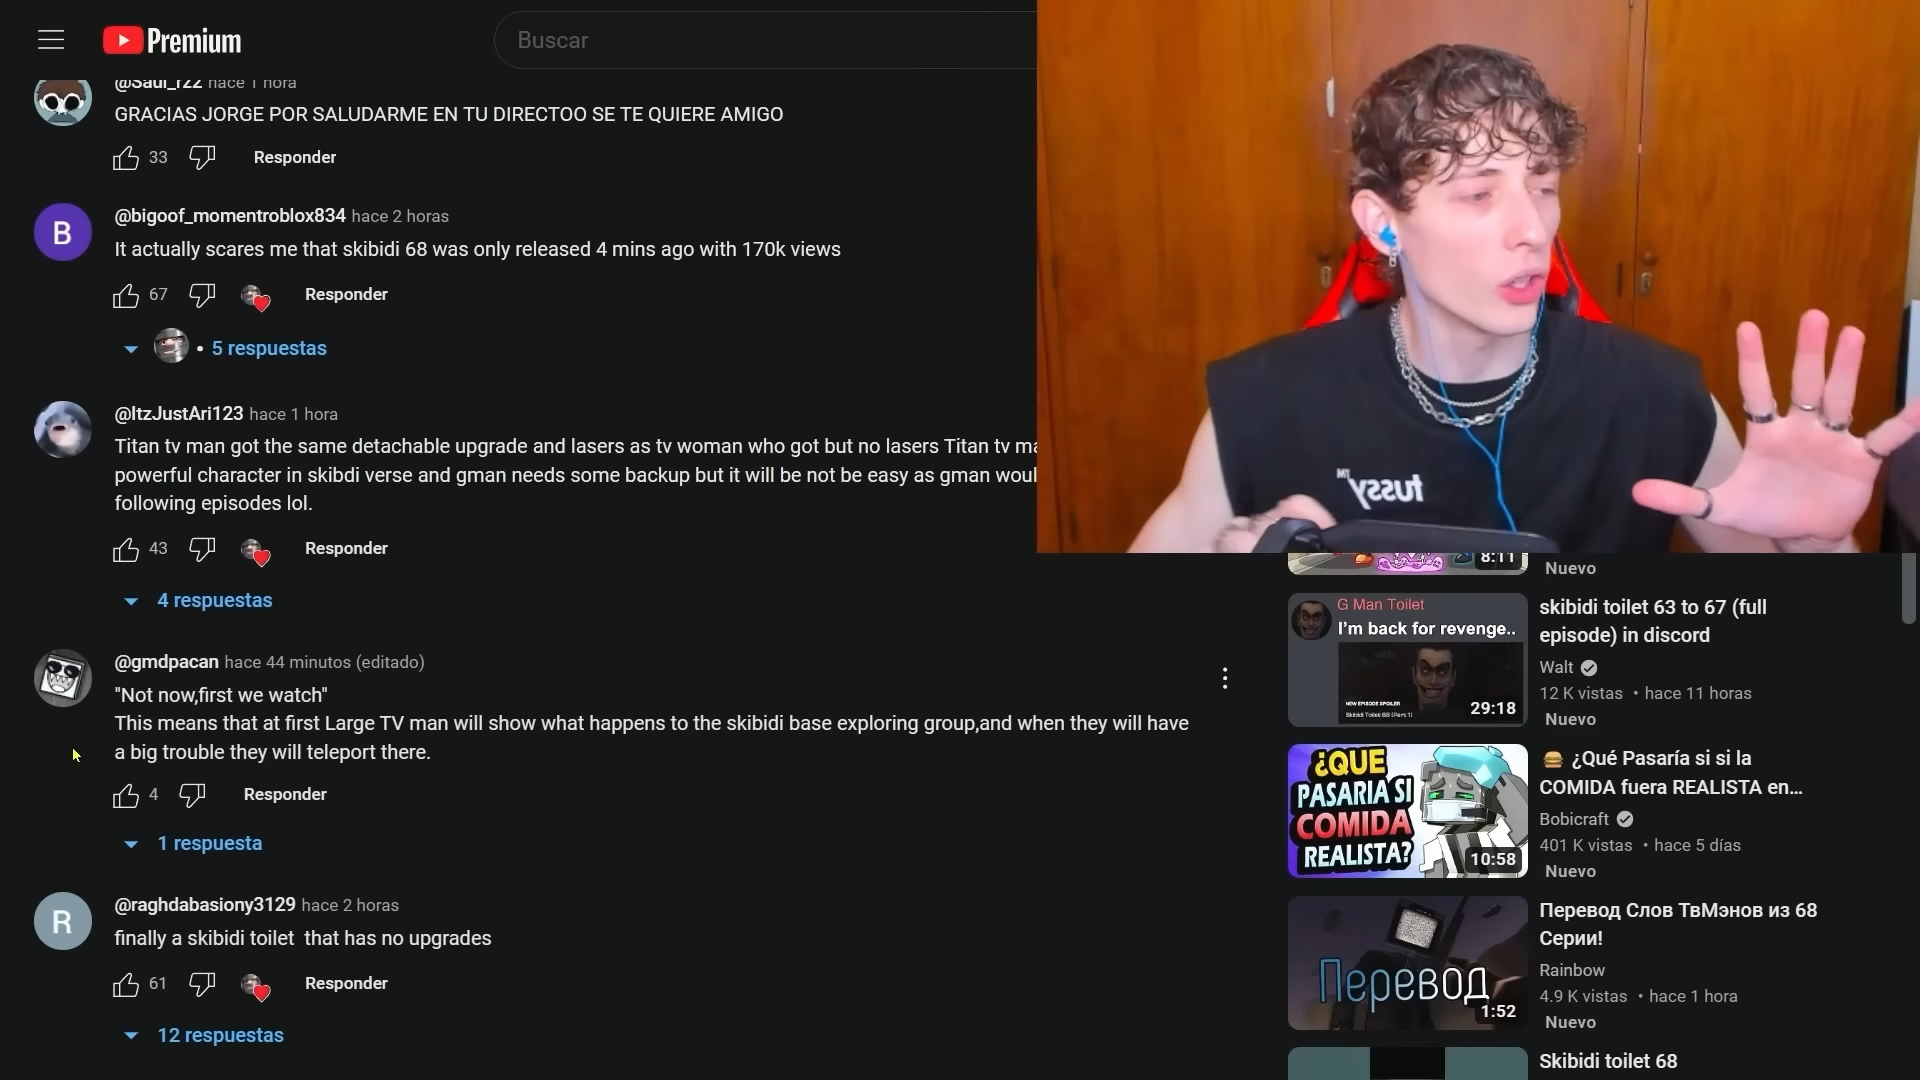 Premium
Buscar
@Saul_r22 hace 1 hora
GRACIAS JORGE POR SALUDARME EN TU DIRECTOO SE TE QUIERE AMIGO
33 Responder
B
@bigoof_momentroblox834 hace 2 horas
It actually scares me that skibidi 68 was only released 4 mins ago with 170k views
67 Responder
• 5 respuestas
@ItzJustAri123 hace 1 hora
Titan tv man got the same detachable upgrade and lasers as tv woman who got but no lasers Titan tv
powerful character in skibdi verse and gman needs some backup but it will be not be easy as gman
following episodes lol.
43 Responder
4 respuestas
@gmdpacan hace 44 minutos (editado)
"Not now,first we watch"
This means that at first Large TV man will show what happens to the skibidi base exploring group,and when they will have
a big trouble they will teleport there.
4 Responder
1 respuesta
R
@raghdabasiony3129 hace 2 horas
finally a skibidi toilet that has no upgrades
61 Responder
12 respuestas
fussy™
8:11
Nuevo
G Man Toilet
I'm back for revenge..
NEW EPISODE SPOILER
Skibidi Toilet 68 (Part 1)
29:18
skibidi toilet 63 to 67 (full
episode) in discord
Walt
12 K vistas • hace 11 horas
Nuevo
¿QUE
PASARIA SI
COMIDA
REALISTA?
10:58
🍔 ¿Qué Pasaría si si la
COMIDA fuera REALISTA en...
Bobicraft
401 K vistas • hace 5 días
Nuevo
Перевод
1:52
Перевод Слов ТвМэнов из 68
Серии!
Rainbow
4.9 K vistas • hace 1 hora
Nuevo
Skibidi toilet 68